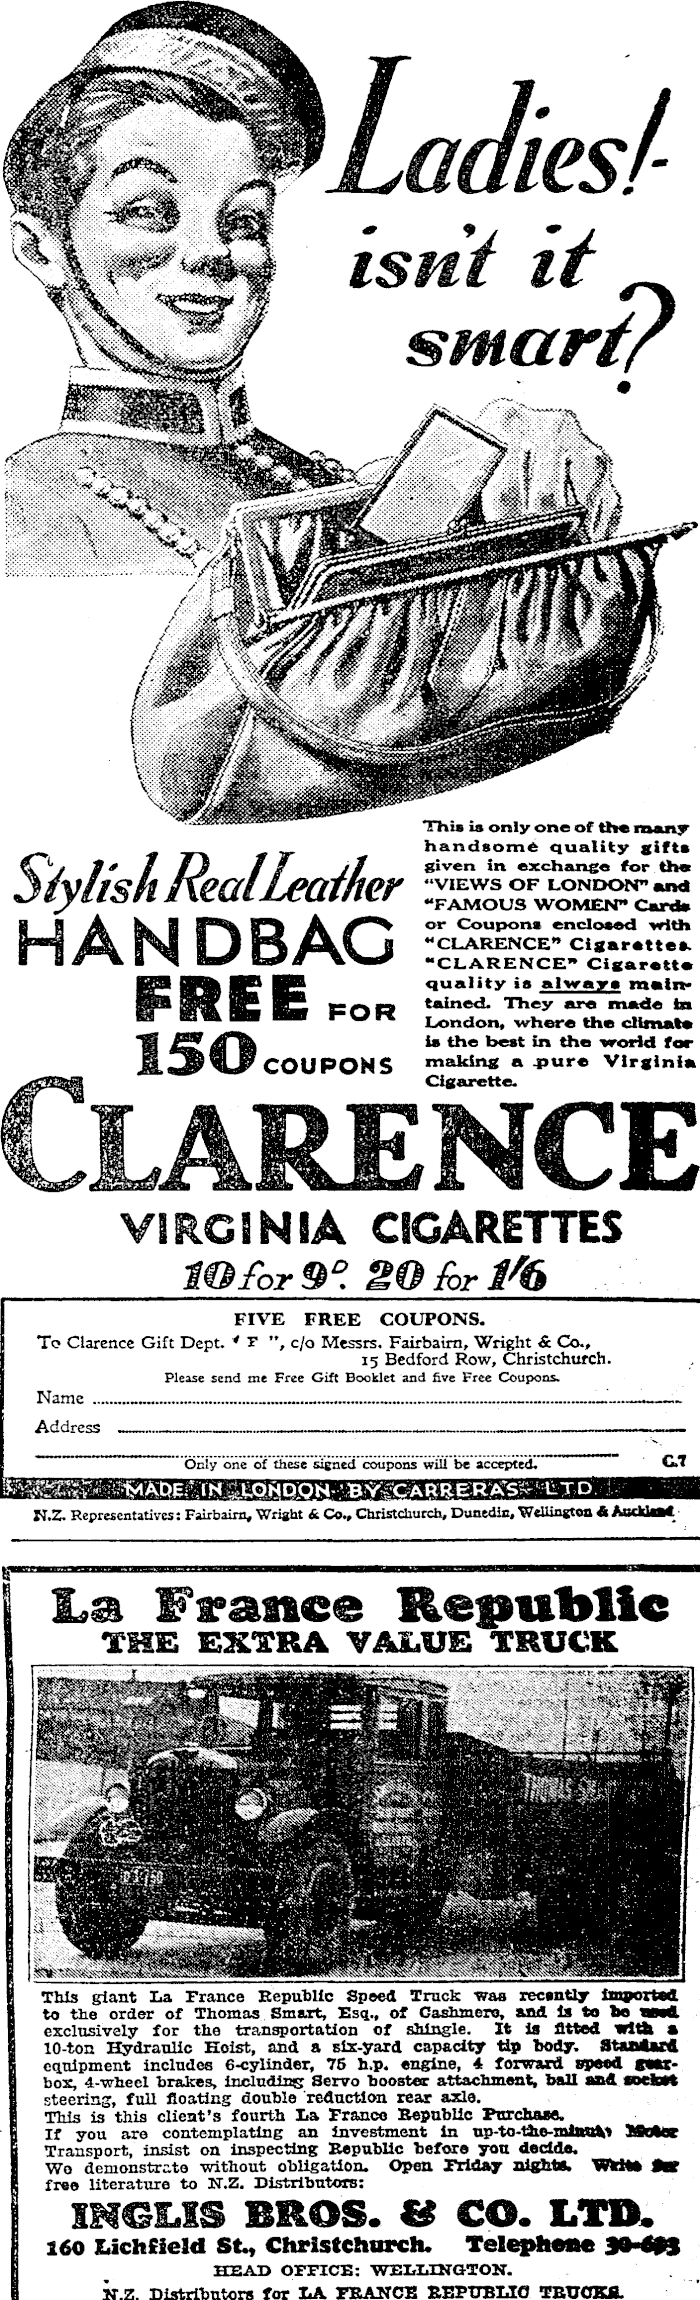 Ladies!-
isn't it
smart?
This is only one of the many
handsome quality gifts
given in exchange for the
"VIEWS OF LONDON" and
"FAMOUS WOMEN" Cards
or Coupons enclosed with
"CLARENCE" Cigarettes.
"CLARENCE" Cigarette
quality is always main-
tained. They are made in
London, where the climate
is the best in the world for
making a pure Virginia
Cigarette.
Stylish Real Leather
HANDBAG
FREE FOR
150 COUPONS
CLARENCE
VIRGINIA CIGARETTES
10 for 9D. 20 for 1/6
FIVE FREE COUPONS.
To Clarence Gift Dept. "F", c/o Messrs. Fairbairn, Wright & Co.,
15 Bedford Row, Christchurch.
Please send me Free Gift Booklet and five Free Coupons.
Name
Address
Only one of these signed coupons will be accepted. C.7
MADE IN LONDON BY CARRERAS LTD
N.Z. Representatives: Fairbairn, Wright & Co., Christchurch, Dunedin, Wellington & Auckland
La France Republic
THE EXTRA VALUE TRUCK
This giant La France Republic Speed Truck was recently imported
to the order of Thomas Smart, Esq., of Cashmere, and is to be used
exclusively for the transportation of shingle. It is fitted with a
10-ton Hydraulic Hoist, and a six-yard capacity tip body. Standard
equipment includes 6-cylinder, 75 h.p. engine, 4 forward speed gear-
box, 4-wheel brakes, including Servo booster attachment, ball and socket
steering, full floating double reduction rear axle.
This is this client's fourth La France Republic Purchase.
If you are contemplating an investment in up-to-the-minute Motor
Transport, insist on inspecting Republic before you decide.
We demonstrate without obligation. Open Friday nights. Write for
free literature to N.Z. Distributors:
INGLIS BROS. & CO. LTD.
160 Lichfield St., Christchurch. Telephone
HEAD OFFICE: WELLINGTON.
N.Z. Distributors for LA FRANCE REPUBLIC TRUCKS.